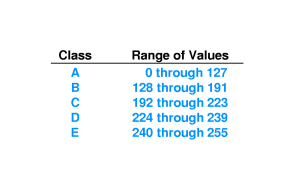 Class Range of Values
A 0 through 127
B 128 through 191
C 192 through 223
D 224 through 239
E 240 through 255